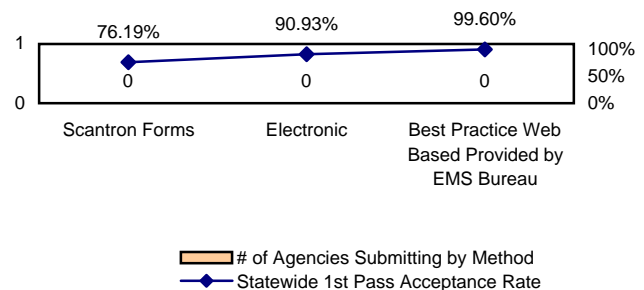 76.19% 90.93% 99.60%
1 100%
0 0 0 50%
0 0%
Scantron Forms Electronic Best Practice Web
Based Provided by
EMS Bureau
# of Agencies Submitting by Method
Statewide 1st Pass Acceptance Rate